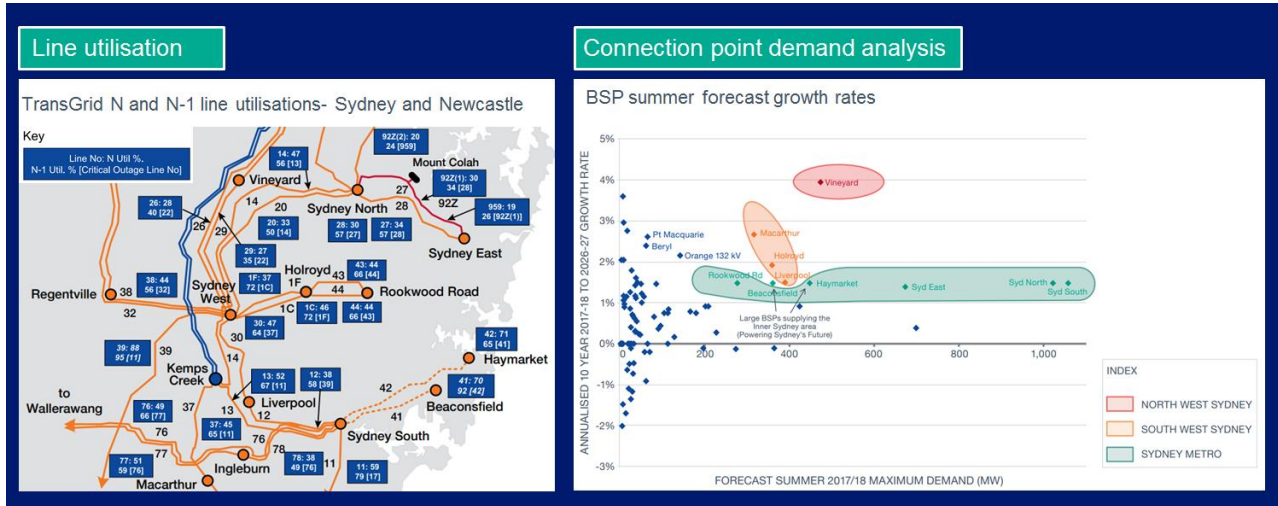 Line utilisation
TransGrid N and N-1 line utilisations- Sydney and Newcastle
Key
Line No: N Util %.
N-1 Util. % [Critical Outage Line No]
92Z(2): 20
24 [959]
14: 47
56 [13]
Mount Colah
Vineyard
92Z(1): 30
34 [28]
27
26: 28
40 [22]
14
20
Sydney North
28
92Z
959: 19
26 [92Z(1)]
26
29
20: 33
50 [14]
28: 30
57 [27]
27: 34
57 [28]
Sydney East
29: 27
35 [22]
Holroyd
43: 44
66 [44]
43
38: 44
56 [32]
Sydney
West
1F: 37
72 [1C]
1F
44
Rookwood Road
Regentville
38
32
1C
1C: 46
72 [1F]
44: 44
66 [43]
30: 47
64 [37]
30
42: 71
65 [41]
39: 88
95 [11]
39
14
Haymarket
Kemps
Creek
13: 52
67 [11]
12: 38
58 [39]
42
41: 70
92 [42]
to
Wallerawang
Liverpool
41
Beaconsfield
76: 49
66 [77]
37
13
12
37: 45
65 [11]
76
76
Sydney South
77
78
78: 38
49 [76]
11
77: 51
59 [76]
Ingleburn
11: 59
79 [17]
Macarthur
Connection point demand analysis
BSP summer forecast growth rates
ANNUALISED 10 YEAR 2017-18 TO 2026-27 GROWTH RATE
5%
4%
3%
2%
1%
0%
-1%
-2%
-3%
Vineyard
Macarthur
Pt Macquarie
Beryl
Orange 132 kV
Holroyd
Rookwood Rd
Liverpool
Beaconsfield
Haymarket
Syd East
Syd North
Syd South
Large BSPs supplying the
Inner Sydney area
(Powering Sydney's Future)
0
200
400
600
800
1,000
FORECAST SUMMER 2017/18 MAXIMUM DEMAND (MW)
INDEX
NORTH WEST SYDNEY
SOUTH WEST SYDNEY
SYDNEY METRO